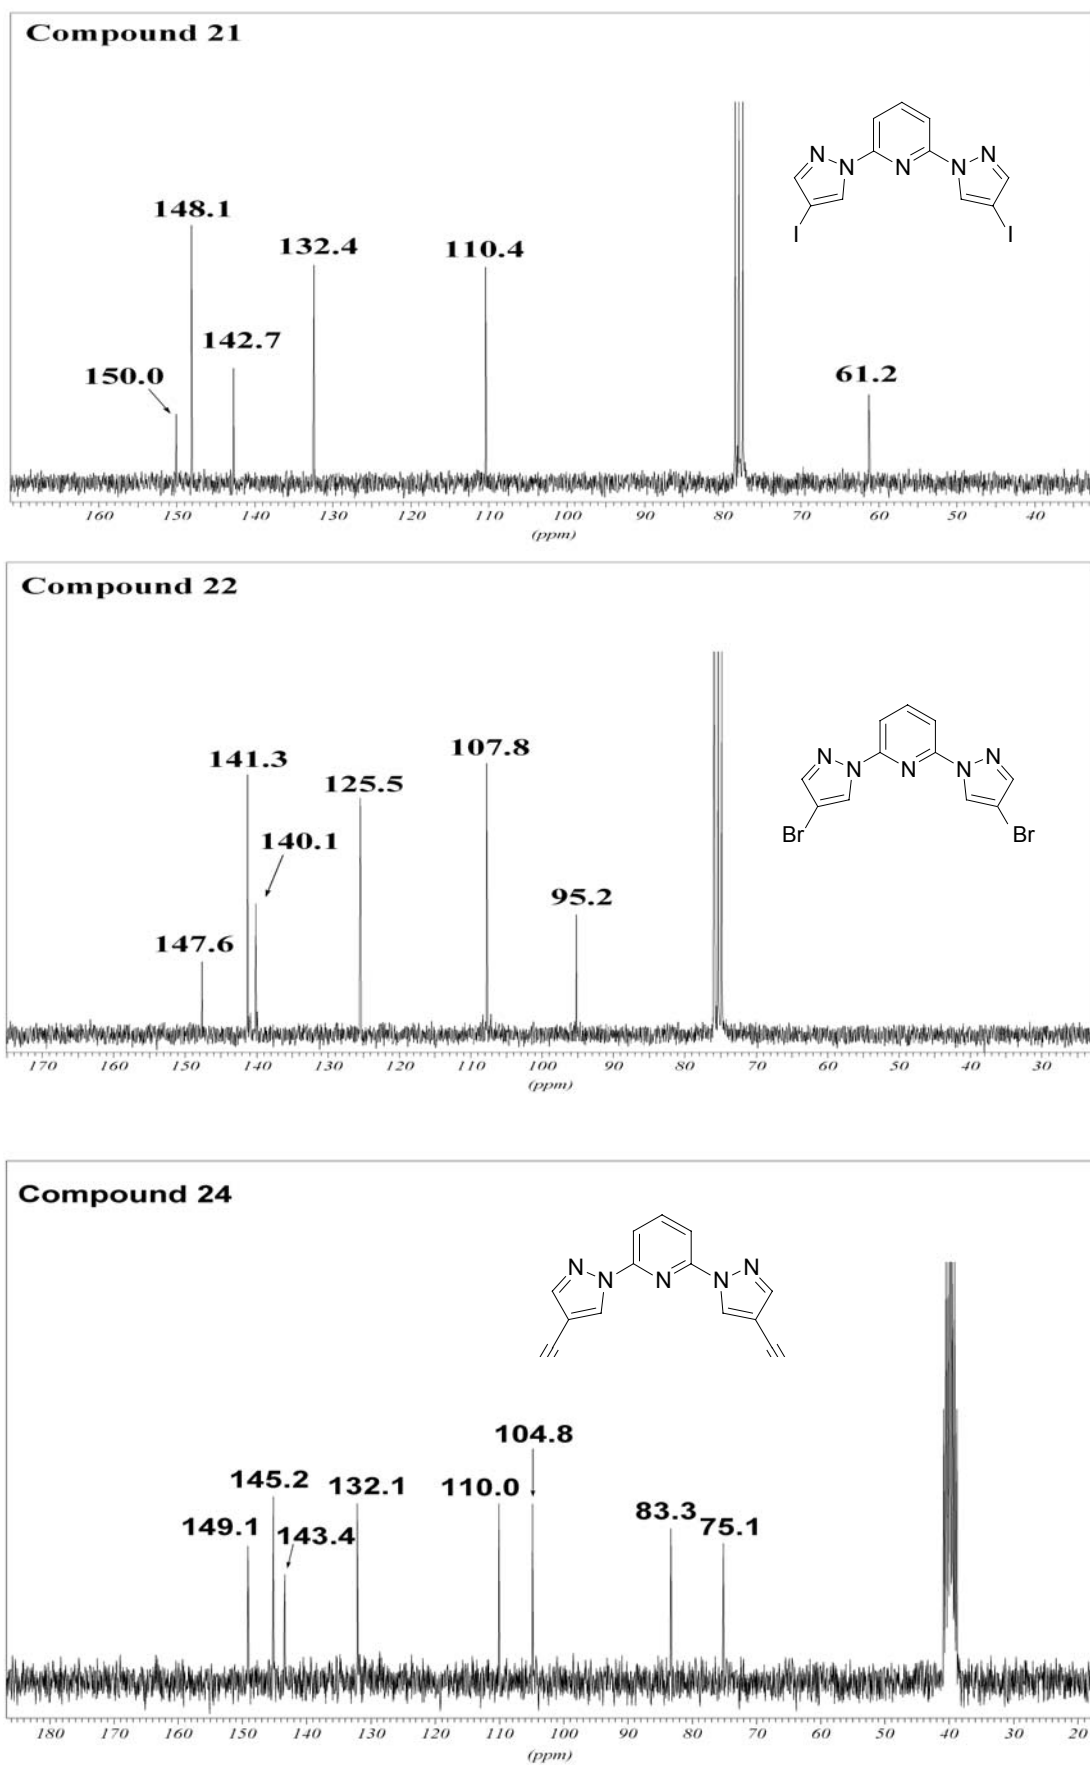 Compound 21
N
N
N
N
N
I
I
148.1
132.4
110.4
142.7
150.0
61.2
160 150 140 130 120 110 100 90 80 70 60 50 40
(ppm)
Compound 22
N
N
N
N
N
Br
Br
141.3
107.8
125.5
140.1
95.2
147.6
170 160 150 140 130 120 110 100 90 80 70 60 50 40 30
(ppm)
Compound 24
N
N
N
N
N
104.8
145.2
132.1
110.0
83.3
75.1
149.1
143.4
180 170 160 150 140 130 120 110 100 90 80 70 60 50 40 30 20
(ppm)